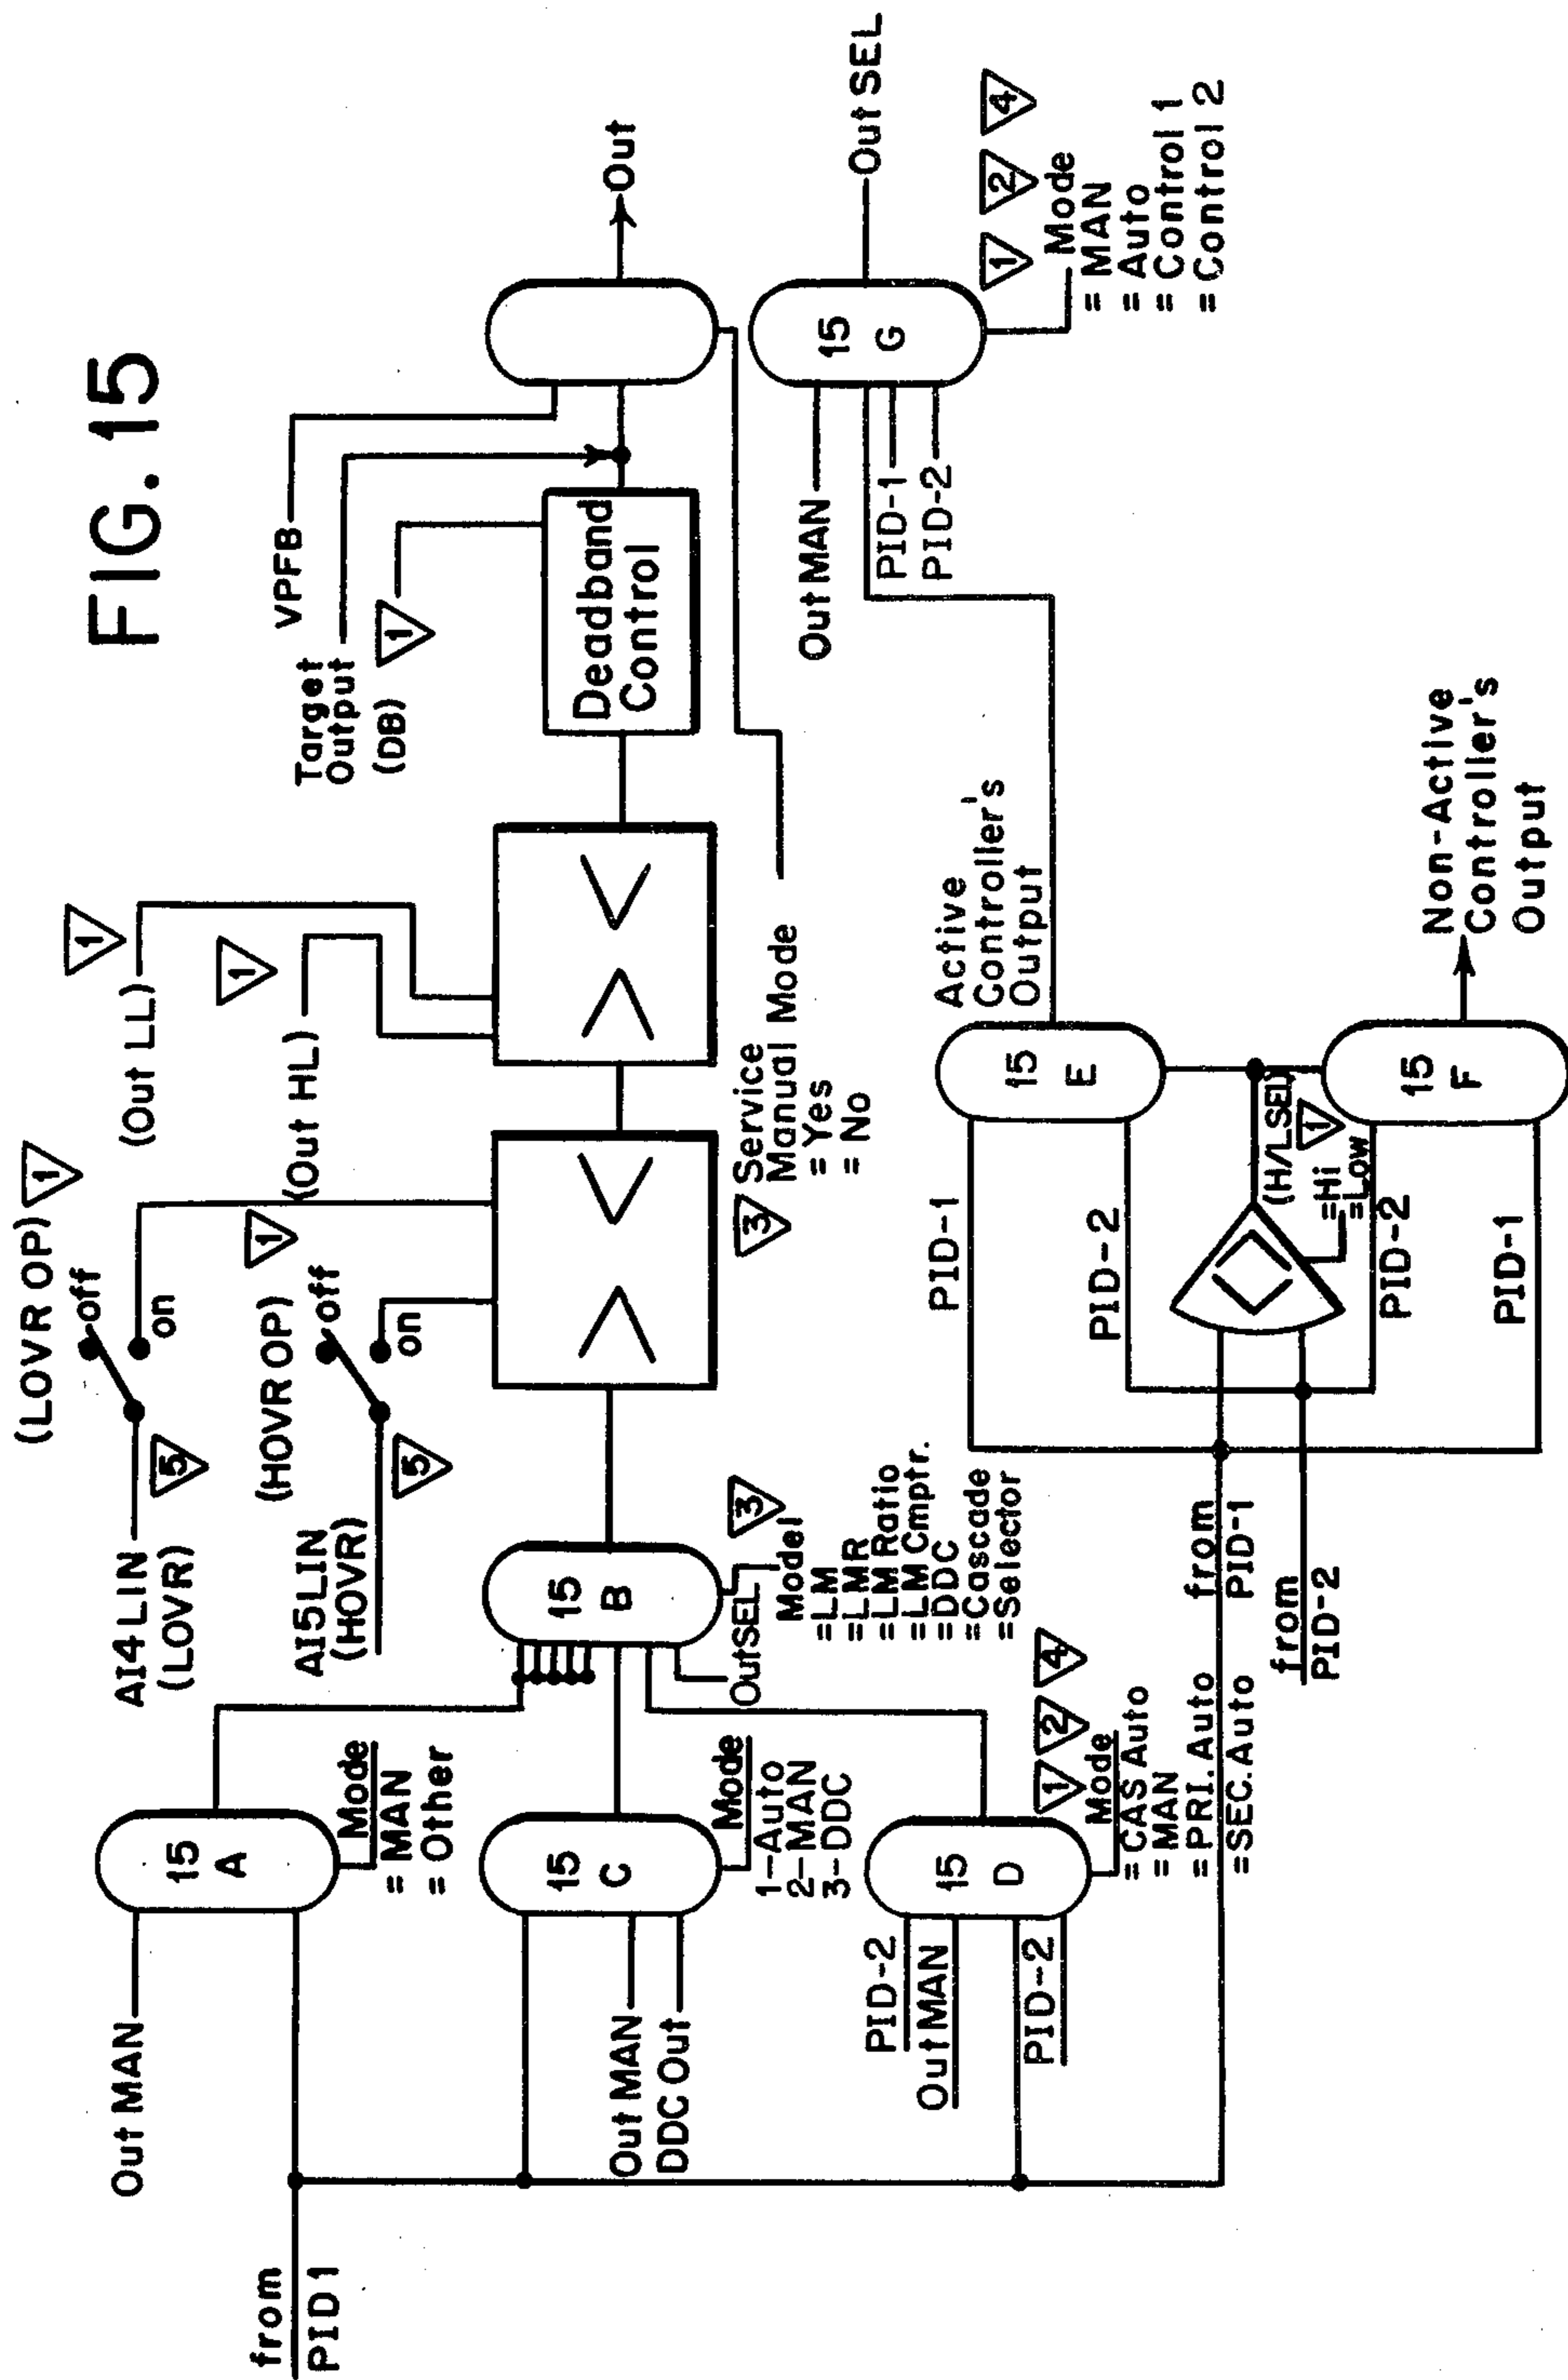 FIG. 15
from
PID1
Out MAN
15
A
Mode
= MAN
= Other
Out MAN
DDC Out
15
C
Mode
1-Auto
2-MAN
3-DDC
PID-2
Out MAN
PID-2
15
D
1
2
4
Mode
=CAS Auto
=MAN
=PRI. Auto
=SEC. Auto
AI4 LIN
(LOVR)
5
(LOVR OP)
1
off
on
AI5 LIN
(HOVR)
5
(HOVR OP)
1
off
on
15
B
OutSEL
3
Model
=LM
=LMR
=LM Ratio
=LM Cmptr.
=DDC
=Cascade
=Selector
> <
(Out LL)
1
(Out HL)
1
> <
3
Service
Manual Mode
= Yes
= No
Deadband
Control
VPFB
Target
Output
(DB)
1
Out
from
PID-1
from
PID-2
PID-1
PID-2
< >
(H/LSEL)
1
=Hi
=Low
PID-2
PID-1
15
E
Active
Controller's
Output
15
F
Non-Active
Controller's
Output
Out MAN
PID-1
PID-2
15
G
Out SEL
1
2
4
Mode
= MAN
= Auto
= Control 1
= Control 2